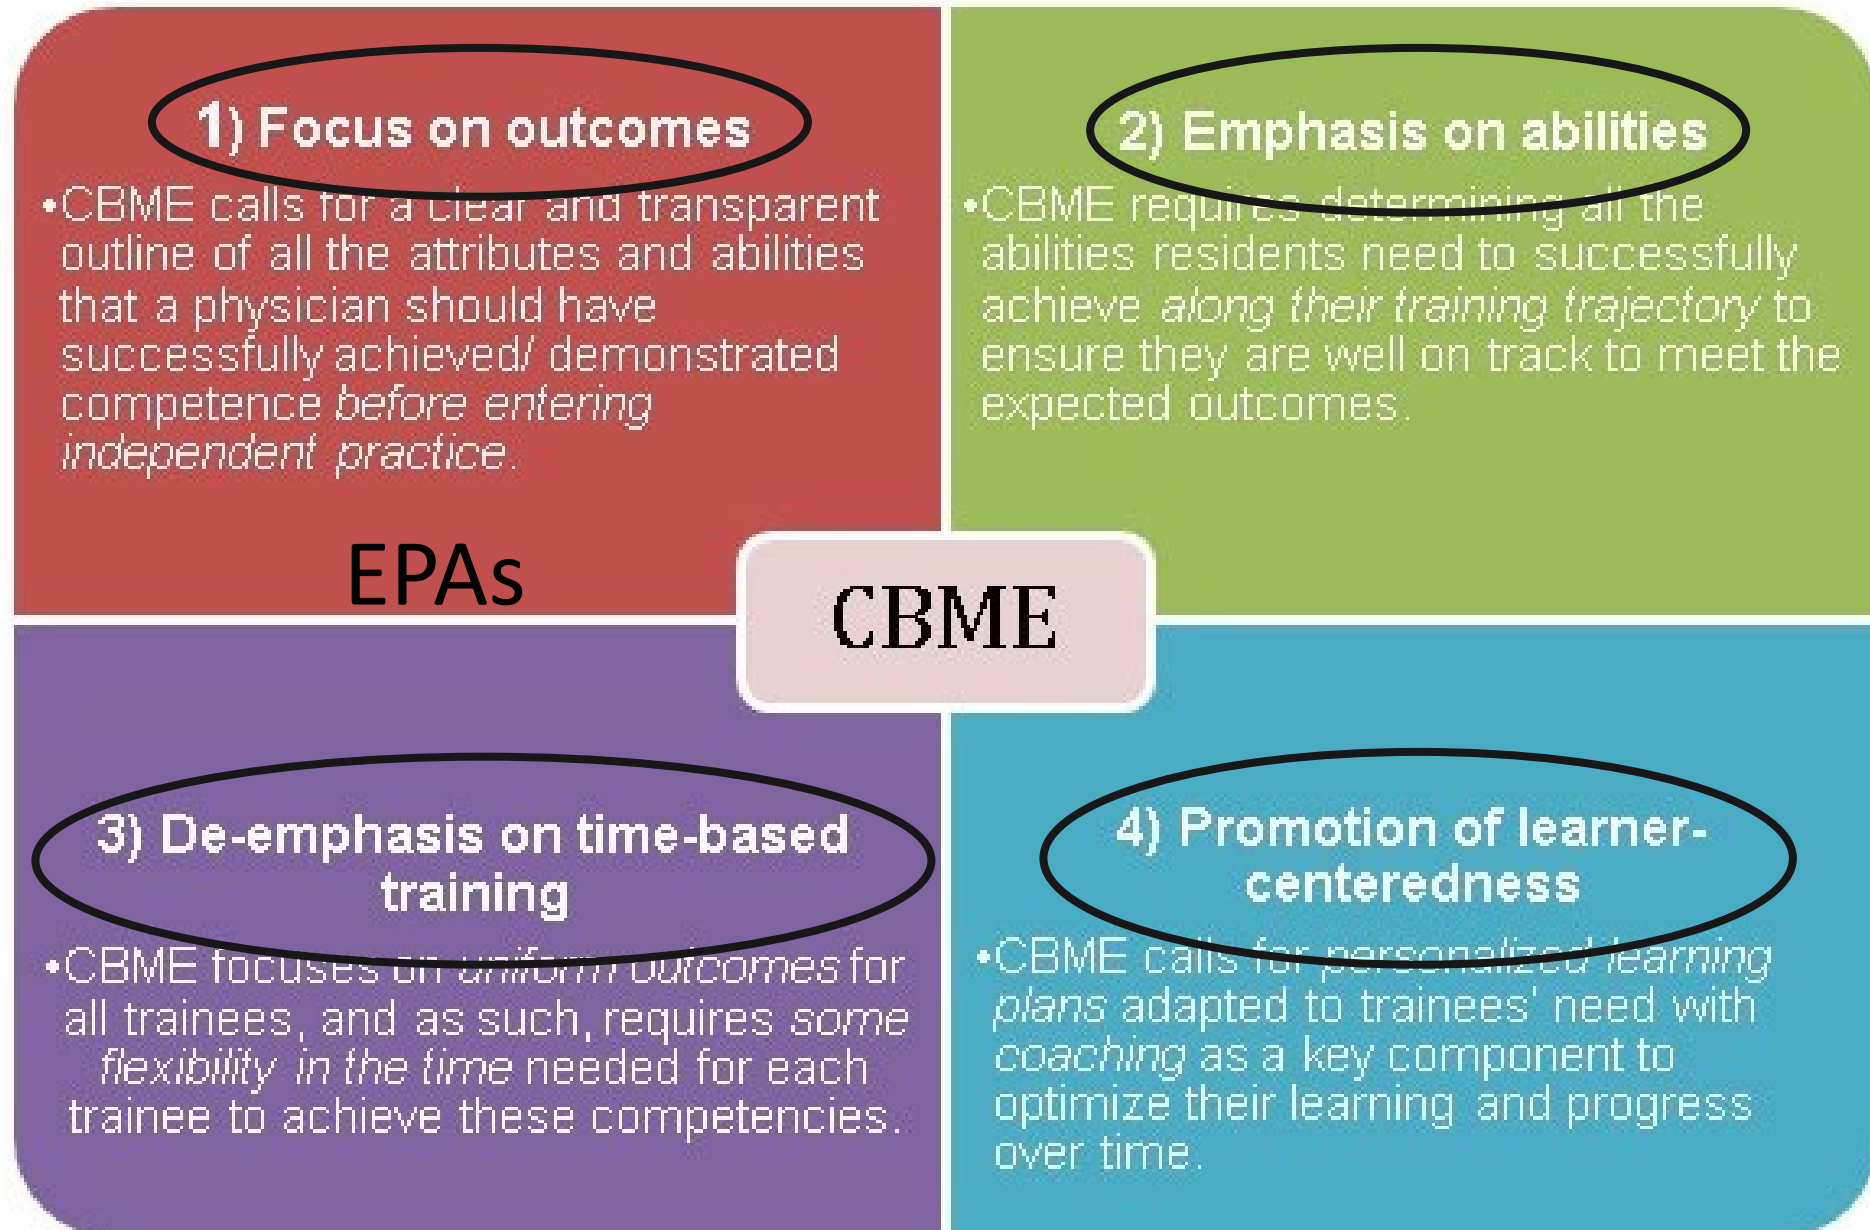 1) Focus on outcomes
•CBME calls for a clear and transparent
outline of all the attributes and abilities
that a physician should have
successfully achieved/ demonstrated
competence before entering
independent practice.
EPAs
2) Emphasis on abilities
•CBME requires determining all the
abilities residents need to successfully
achieve along their training trajectory to
ensure they are well on track to meet the
expected outcomes.
CBME
3) De-emphasis on time-based
training
•CBME focuses on uniform outcomes for
all trainees, and as such, requires some
flexibility in the time needed for each
trainee to achieve these competencies.
4) Promotion of learner-
centeredness
•CBME calls for personalized learning
plans adapted to trainees' need with
coaching as a key component to
optimize their learning and progress
over time.